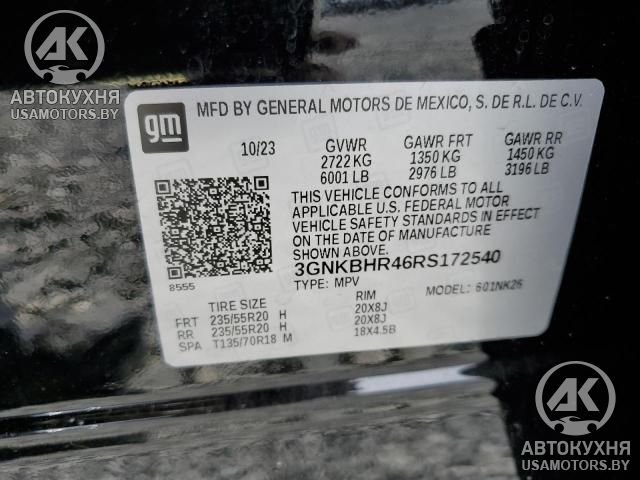 АК
АВТОКУХНЯ
USAMOTORS.BY
gm
MFD BY GENERAL MOTORS DE MEXICO, S. DE R.L. DE C.V.
10/23 GVWR GAWR FRT GAWR RR
2722 KG 1350 KG 1450 KG
6001 LB 2976 LB 3196 LB
THIS VEHICLE CONFORMS TO ALL
APPLICABLE U.S. FEDERAL MOTOR
VEHICLE SAFETY STANDARDS IN EFFECT
ON THE DATE OF MANUFACTURE
SHOWN ABOVE.
3GNKBHR46RS172540
8555
TYPE: MPV MODEL: 601NK26
TIRE SIZE RIM
FRT 235/55R20 H 20X8J
RR 235/55R20 H 20X8J
SPA T135/70R18 M 18X4.5B
АК
АВТОКУХНЯ
USAMOTORS.BY